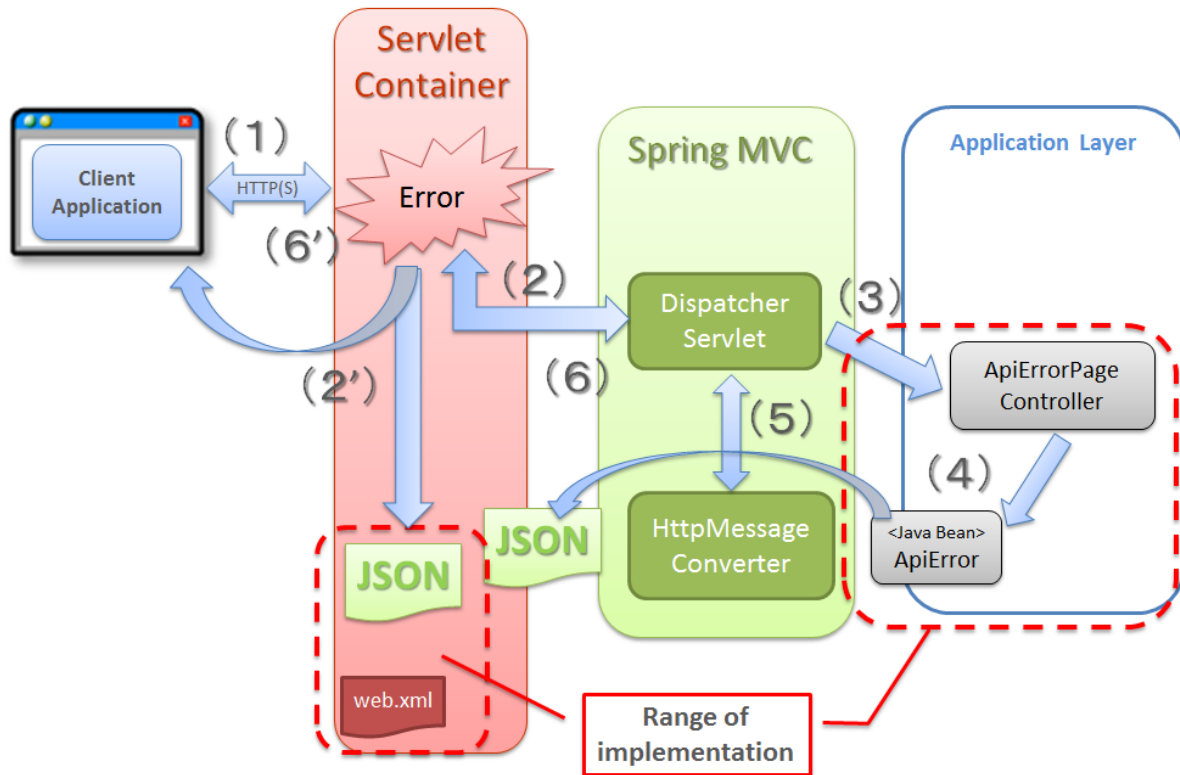 Servlet
Container
Client
Application
(1)
HTTP(S)
Error
(6’)
(2)
(2’)
(6)
JSON
web.xml
JSON
Spring MVC
Dispatcher
Servlet
(3)
(5)
HttpMessage
Converter
Application Layer
ApiErrorPage
Controller
(4)
<Java Bean>
ApiError
Range of
implementation